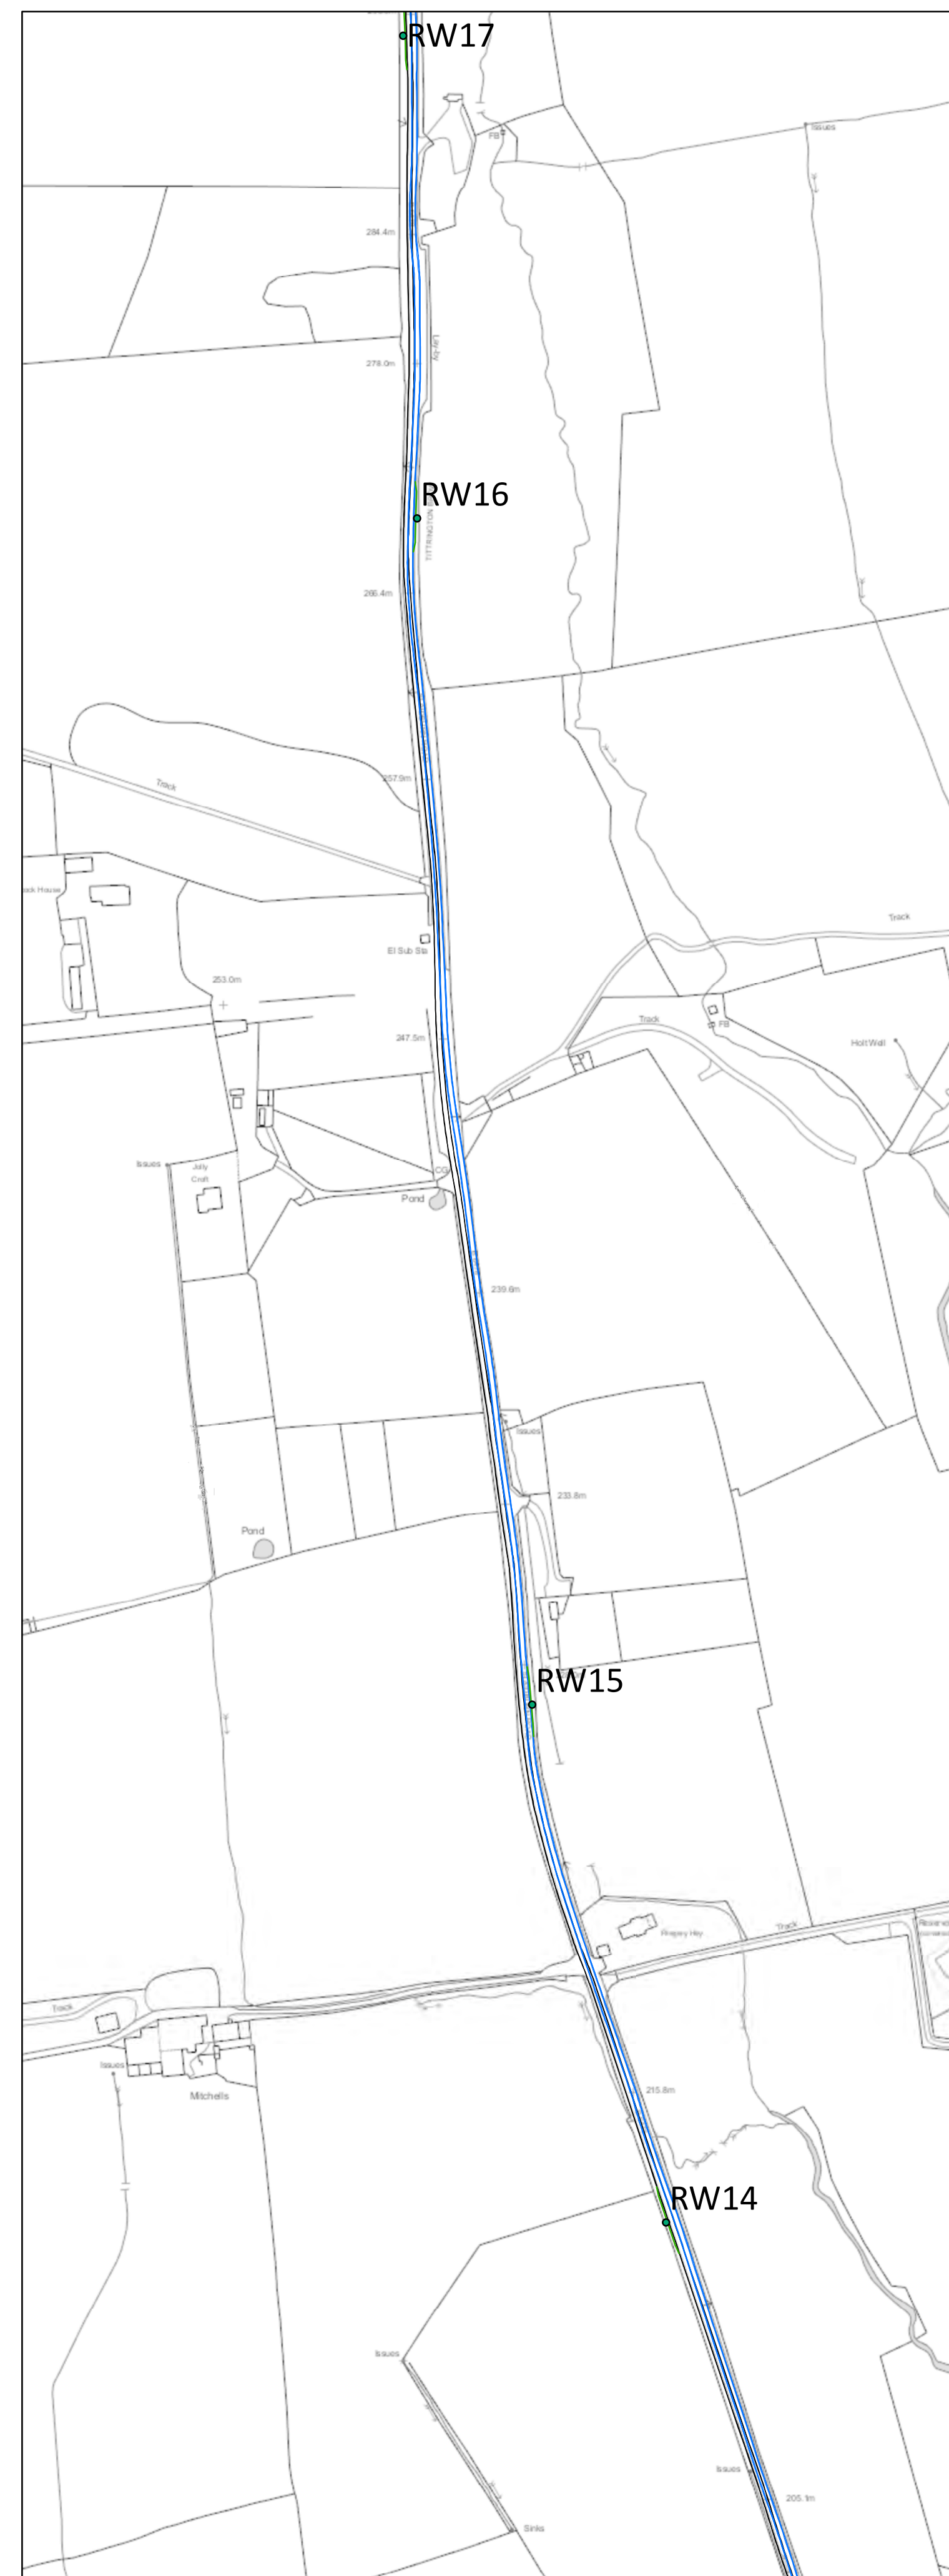 RW17
FB
Issues
284.4m
Lay-by
278.0m
RW16
266.4m
257.9m
Track
Track
El Sub Sta
253.0m
Track
FB
247.5m
Holt Well
Issues
Jolly
Croft
CG
Pond
239.6m
Issues
233.8m
Pond
RW15
Track
Track
Issues
215.8m
Mitchells
RW14
Issues
Issues
205.1m
Sinks